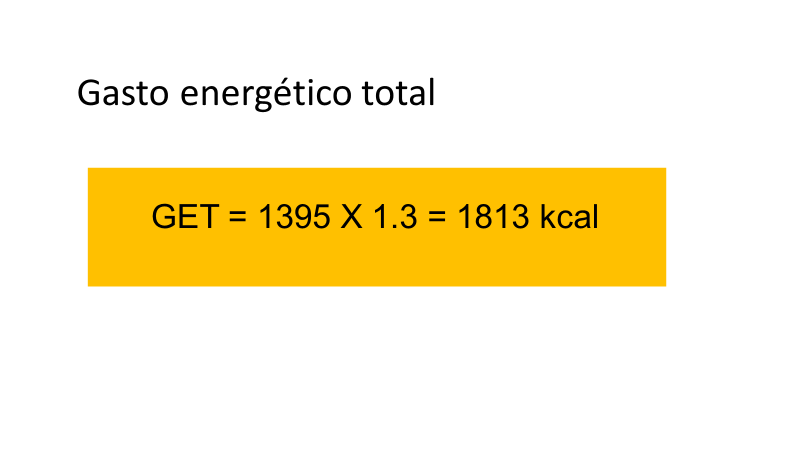 Gasto energético total
GET = 1395 X 1.3 = 1813 kcal